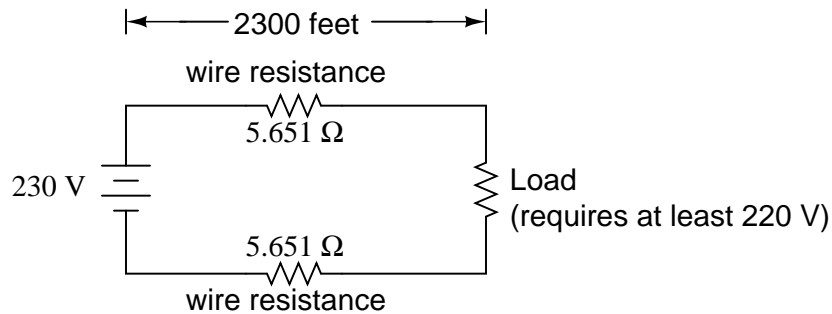 2300 feet
wire resistance
5.651 Ω
230 V
Load
(requires at least 220 V)
5.651 Ω
wire resistance